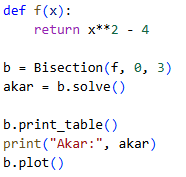 def f(x):
    return x**2 - 4

b = Bisection(f, 0, 3)
akar = b.solve()

b.print_table()
print("Akar:", akar)
b.plot()